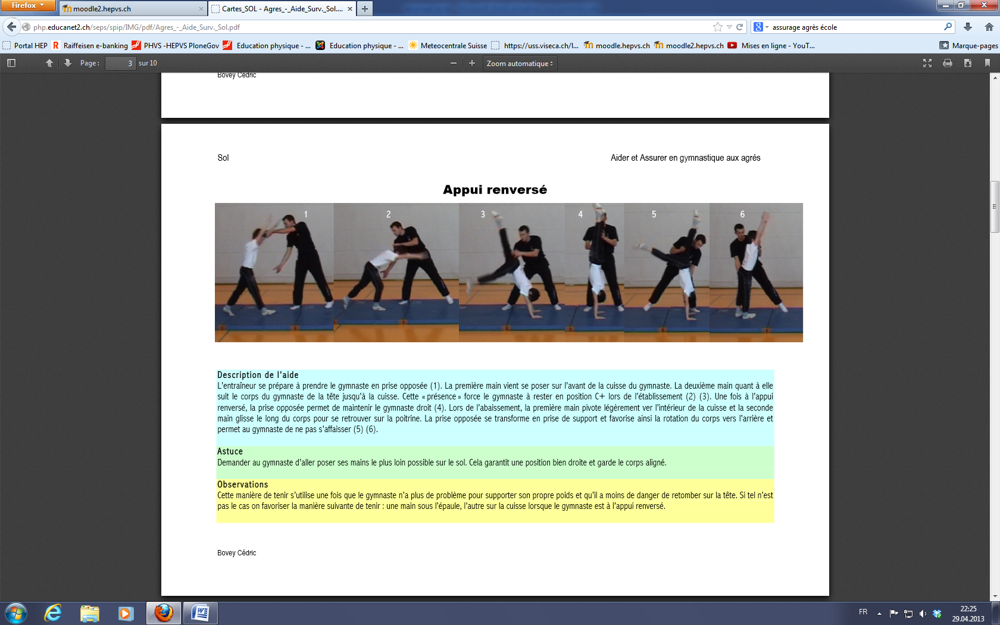 Firefox
moodle2.hepvs.ch
Cartes_SOL - Agres_-_Aide_Surv._Sol....
php.educanet2.ch/seps/spip/IMG/pdf/Agres_-_Aide_Surv._Sol.pdf
assurage agrès école
Portal HEP
Raiffeisen e-banking
PHVS -HEPVS PloneGov
Education physique - ...
Education physique - ...
Meteocentrale Suisse
https://uss.viseca.ch/l...
moodle.hepvs.ch
moodle2.hepvs.ch
Mises en ligne - YouT...
Marque-pages
Page : 3 sur 10
Zoom automatique
Bovey Cédric
Sol
Aider et Assurer en gymnastique aux agrès
Appui renversé
1 2 3 4 5 6
Description de l'aide
L'entraîneur se prépare à prendre le gymnaste en prise opposée (1). La première main vient se poser sur l'avant de la cuisse du gymnaste. La deuxième main quant à elle
suit le corps du gymnaste de la tête jusqu'à la cuisse. Cette « présence » force le gymnaste à rester en position C+ lors de l'établissement (2) (3). Une fois à l'appui
renversé, la prise opposée permet de maintenir le gymnaste droit (4). Lors de l'abaissement, la première main pivote légèrement ver l'intérieur de la cuisse et la seconde
main glisse le long du corps pour se retrouver sur la poitrine. La prise opposée se transforme en prise de support et favorise ainsi la rotation du corps vers l'arrière et
permet au gymnaste de ne pas s'affaisser (5) (6).
Astuce
Demander au gymnaste d'aller poser ses mains le plus loin possible sur le sol. Cela garantit une position bien droite et garde le corps aligné.
Observations
Cette manière de tenir s'utilise une fois que le gymnaste n'a plus de problème pour supporter son propre poids et qu'il a moins de danger de retomber sur la tête. Si tel n'est
pas le cas on favoriser la manière suivante de tenir : une main sous l'épaule, l'autre sur la cuisse lorsque le gymnaste est à l'appui renversé.
Bovey Cédric
FR
22:25
29.04.2013